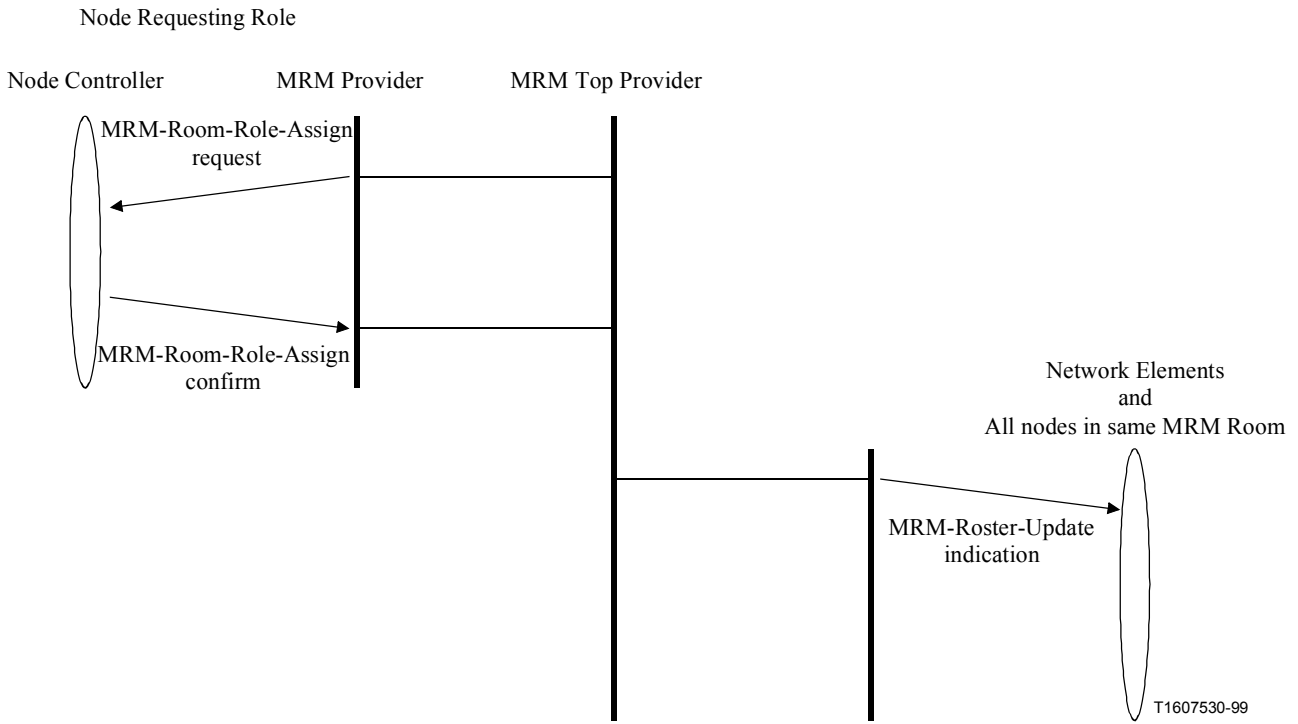 Node Requesting Role
Node Controller
MRM Provider
MRM Top Provider
MRM-Room-Role-Assign
request
MRM-Room-Role-Assign
confirm
Network Elements
and
All nodes in same MRM Room
MRM-Roster-Update
indication
T1607530-99